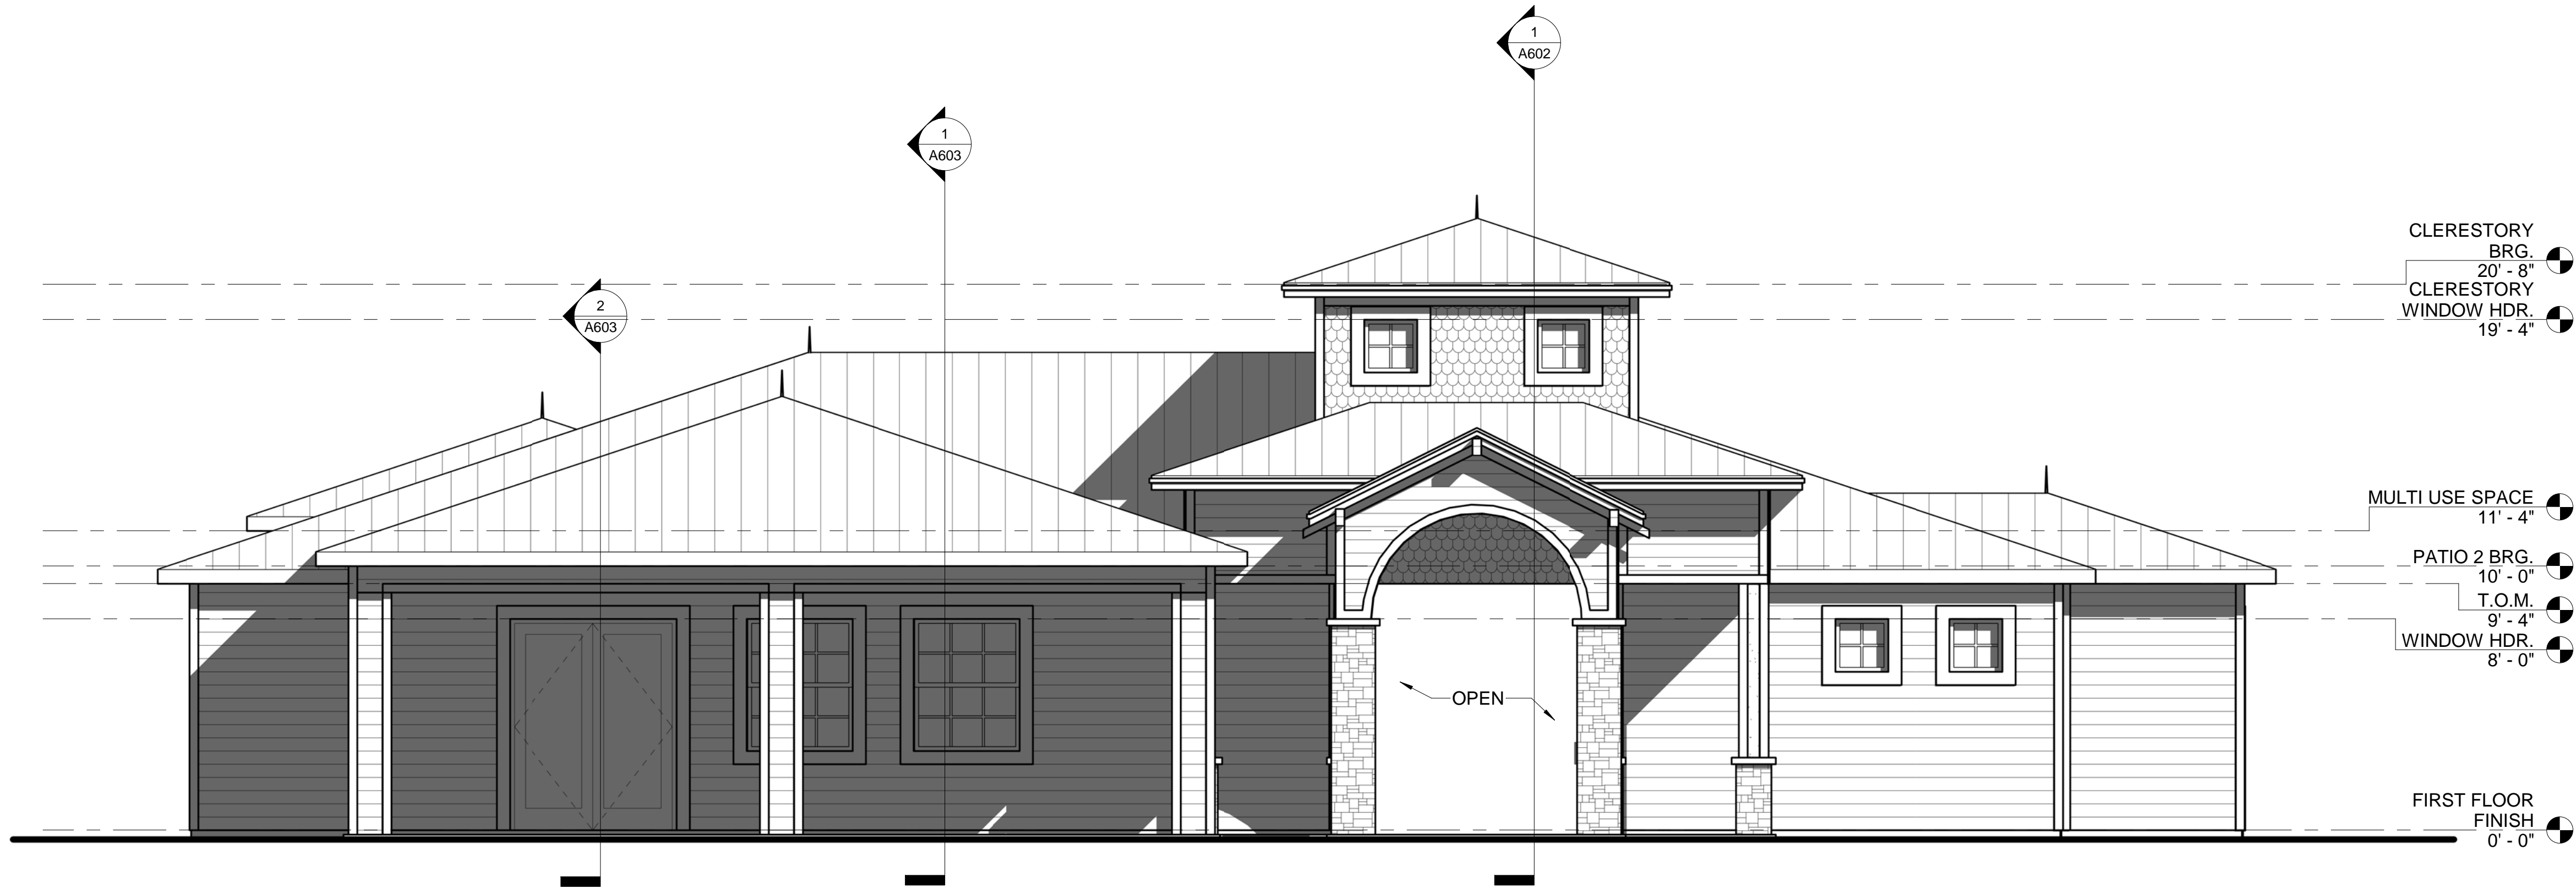 1
A602
1
A603
2
A603
CLERESTORY
BRG.
20' - 8"
CLERESTORY
WINDOW HDR.
19' - 4"
MULTI USE SPACE
11' - 4"
PATIO 2 BRG.
10' - 0"
T.O.M.
9' - 4"
WINDOW HDR.
8' - 0"
OPEN
FIRST FLOOR
FINISH
0' - 0"